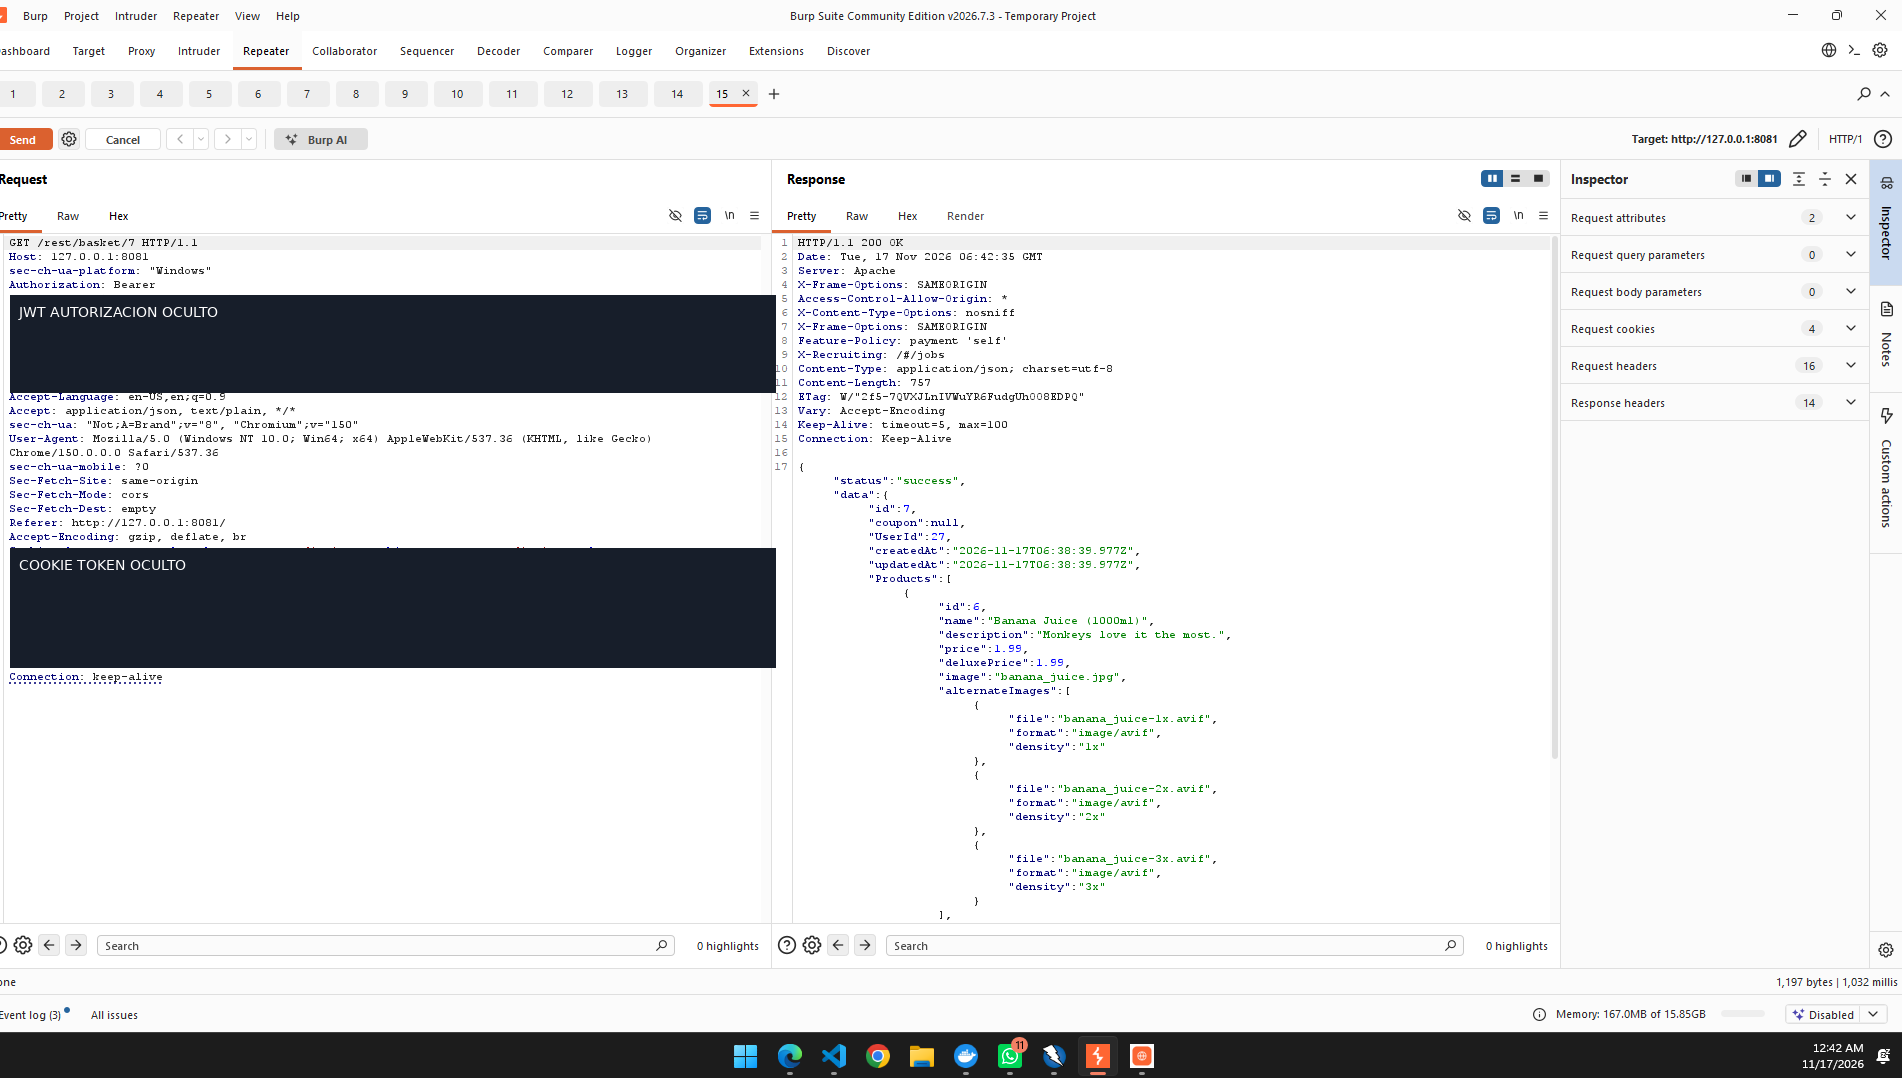 Burp Project Intruder Repeater View Help Burp Suite Community Edition v2026.7.3 - Temporary Project
ashboard Target Proxy Intruder Repeater Collaborator Sequencer Decoder Comparer Logger Organizer Extensions Discover
1 2 3 4 5 6 7 8 9 10 11 12 13 14 15
Send Cancel Burp AI Target: http://127.0.0.1:8081 HTTP/1
Request
Pretty Raw Hex \n
GET /rest/basket/7 HTTP/1.1
Host: 127.0.0.1:8081
sec-ch-ua-platform: "Windows"
Authorization: Bearer
JWT AUTORIZACION OCULTO
Accept-Language: en-US,en;q=0.9
Accept: application/json, text/plain, */*
sec-ch-ua: "Not;A=Brand";v="8", "Chromium";v="150"
User-Agent: Mozilla/5.0 (Windows NT 10.0; Win64; x64) AppleWebKit/537.36 (KHTML, like Gecko)
Chrome/150.0.0.0 Safari/537.36
sec-ch-ua-mobile: ?0
Sec-Fetch-Site: same-origin
Sec-Fetch-Mode: cors
Sec-Fetch-Dest: empty
Referer: http://127.0.0.1:8081/
Accept-Encoding: gzip, deflate, br
COOKIE TOKEN OCULTO
Connection: keep-alive
Search 0 highlights
Response
Pretty Raw Hex Render \n
1 HTTP/1.1 200 OK
2 Date: Tue, 17 Nov 2026 06:42:35 GMT
3 Server: Apache
4 X-Frame-Options: SAMEORIGIN
5 Access-Control-Allow-Origin: *
6 X-Content-Type-Options: nosniff
7 X-Frame-Options: SAMEORIGIN
8 Feature-Policy: payment 'self'
9 X-Recruiting: /#/jobs
10 Content-Type: application/json; charset=utf-8
11 Content-Length: 757
12 ETag: W/"2f5-7QVXJLnIVWuYR6FudgUh008EDPQ"
13 Vary: Accept-Encoding
14 Keep-Alive: timeout=5, max=100
15 Connection: Keep-Alive
16
17 {
"status":"success",
"data":{
"id":7,
"coupon":null,
"UserId":27,
"createdAt":"2026-11-17T06:38:39.977Z",
"updatedAt":"2026-11-17T06:38:39.977Z",
"Products":[
{
"id":6,
"name":"Banana Juice (1000ml)",
"description":"Monkeys love it the most.",
"price":1.99,
"deluxePrice":1.99,
"image":"banana_juice.jpg",
"alternateImages":[
{
"file":"banana_juice-1x.avif",
"format":"image/avif",
"density":"1x"
},
{
"file":"banana_juice-2x.avif",
"format":"image/avif",
"density":"2x"
},
{
"file":"banana_juice-3x.avif",
"format":"image/avif",
"density":"3x"
}
],
Search 0 highlights
Inspector
Request attributes 2
Request query parameters 0
Request body parameters 0
Request cookies 4
Request headers 16
Response headers 14
Inspector
Notes
Custom actions
one 1,197 bytes | 1,032 millis
Event log (3) All issues Memory: 167.0MB of 15.85GB Disabled
11
12:42 AM
11/17/2026